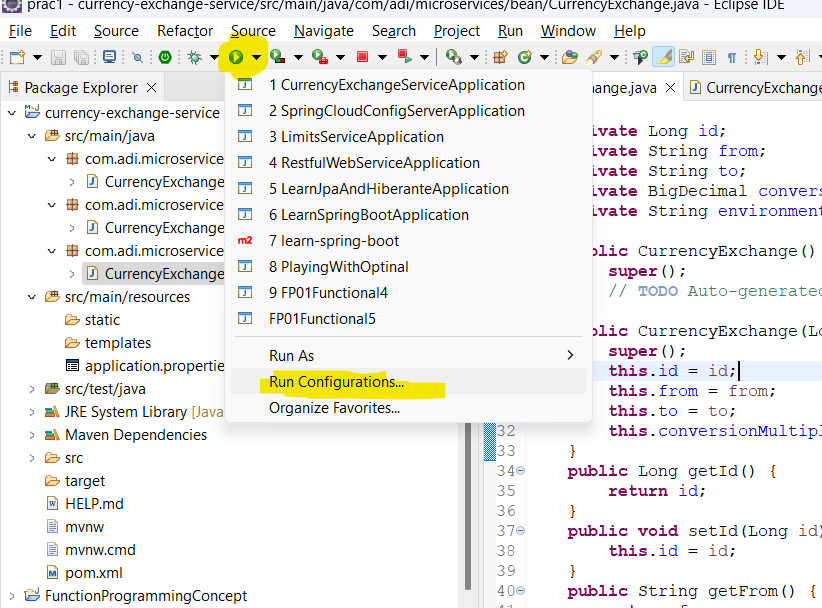 prac1 - currency-exchange-service/src/main/java/com/adi/microservices/bean/CurrencyExchange.java - Eclipse IDE
File Edit Source Refactor Source Navigate Search Project Run Window Help
Package Explorer
ange.java
CurrencyExchange
currency-exchange-service
src/main/java
com.adi.microservice
CurrencyExchange
com.adi.microservice
CurrencyExchange
com.adi.microservice
CurrencyExchange
src/main/resources
static
templates
application.propertie
src/test/java
JRE System Library [Java
Maven Dependencies
src
target
HELP.md
mvnw
mvnw.cmd
pom.xml
FunctionProgrammingConcept
1 CurrencyExchangeServiceApplication
2 SpringCloudConfigServerApplication
3 LimitsServiceApplication
4 RestfulWebServiceApplication
5 LearnJpaAndHiberanteApplication
6 LearnSpringBootApplication
m2 7 learn-spring-boot
8 PlayingWithOptinal
9 FP01Functional4
FP01Functional5
Run As
Run Configurations...
Organize Favorites...
ivate Long id;
ivate String from;
ivate String to;
ivate BigDecimal convers
ivate String environment
blic CurrencyExchange()
super();
// TODO Auto-generated
blic CurrencyExchange(Lo
super();
this.id = id;
this.from = from;
this.to = to;
32 this.conversionMultipl
33 }
34 public Long getId() {
35 return id;
36 }
37 public void setId(Long id)
38 this.id = id;
39 }
40 public String getFrom() {